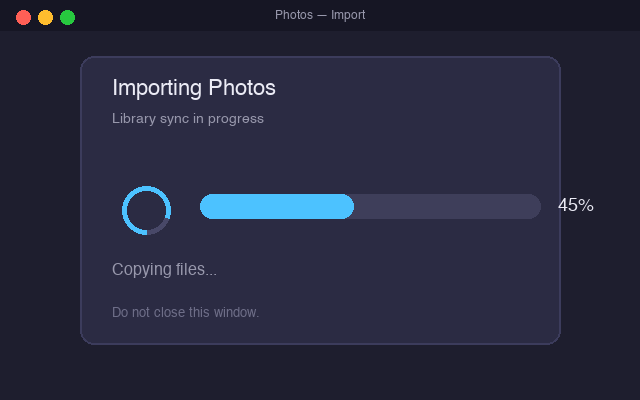 Photos — Import
Importing Photos
Library sync in progress
45%
Copying files...
Do not close this window.